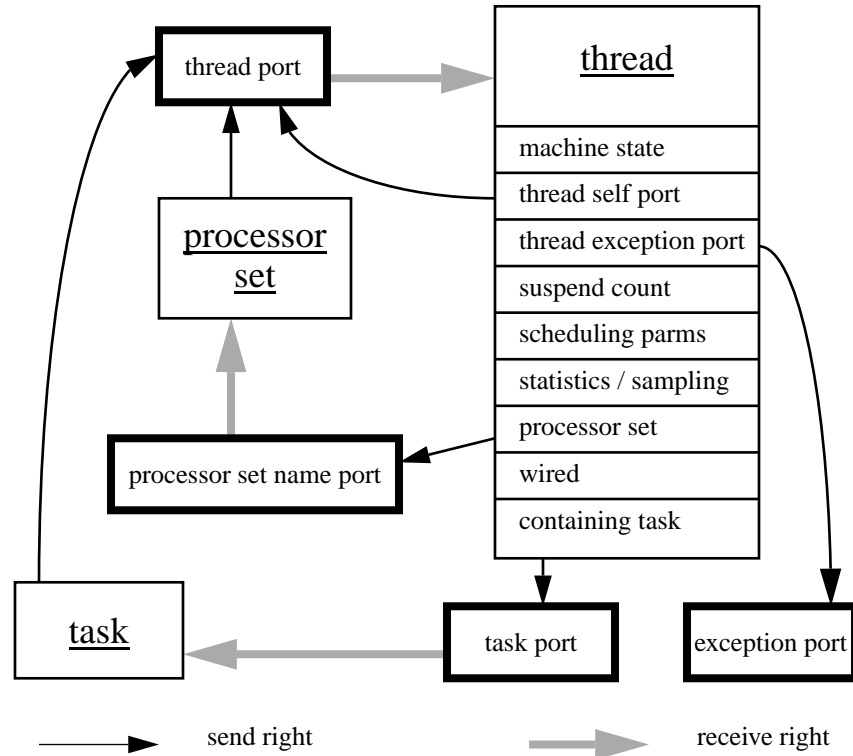 thread port
thread
machine state
thread self port
thread exception port
suspend count
scheduling parms
statistics / sampling
processor set
wired
containing task
processor
set
processor set name port
task
task port
exception port
send right
receive right